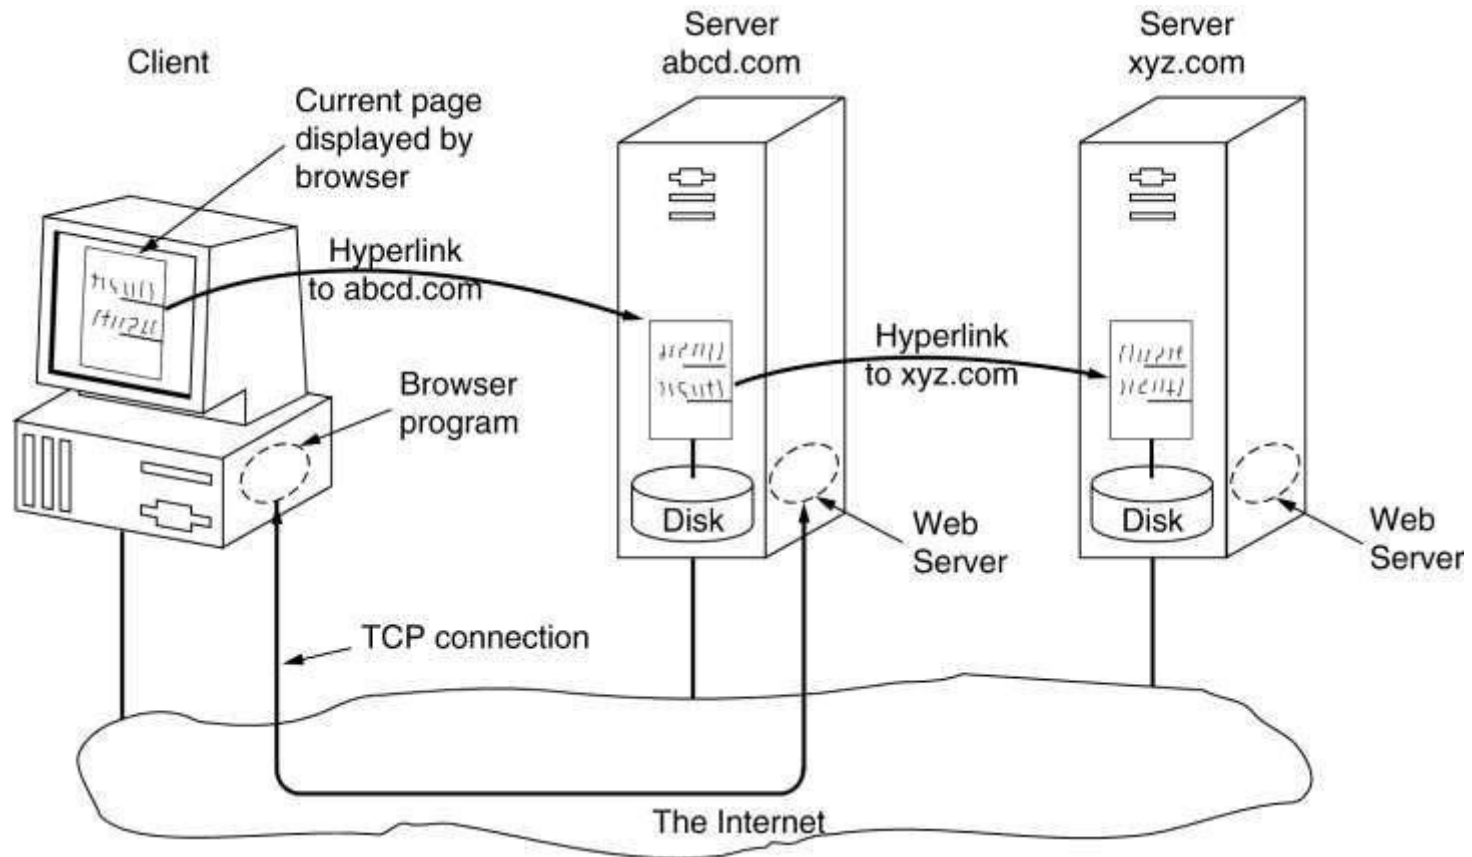 Client
Server
abcd.com
Server
xyz.com
Current page
displayed by
browser
Hyperlink
to abcd.com
Hyperlink
to xyz.com
Browser
program
Disk
Web
Server
Disk
Web
Server
TCP connection
The Internet